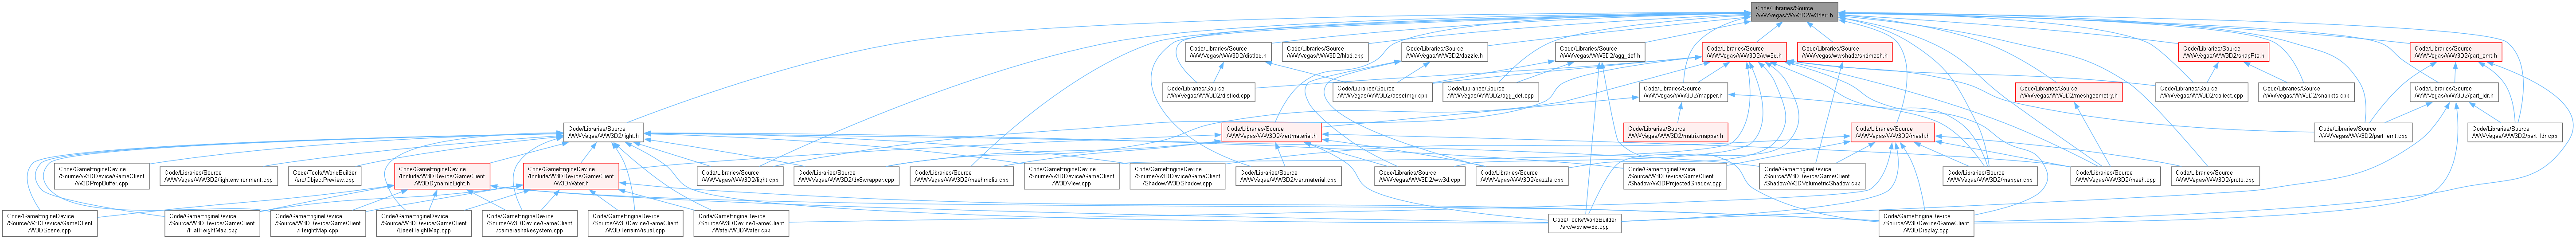 Code/Libraries/Source
/WWVegas/WW3D2/w3derr.h
Code/Libraries/Source
/WWVegas/WW3D2/distlod.h
Code/Libraries/Source
/WWVegas/WW3D2/hlod.cpp
Code/Libraries/Source
/WWVegas/WW3D2/dazzle.h
Code/Libraries/Source
/WWVegas/WW3D2/agg_def.h
Code/Libraries/Source
/WWVegas/WW3D2/ww3d.h
Code/Libraries/Source
/WWVegas/wwshade/shdmesh.h
Code/Libraries/Source
/WWVegas/WW3D2/snapPts.h
Code/Libraries/Source
/WWVegas/WW3D2/part_emt.h
Code/Libraries/Source
/WWVegas/WW3D2/distlod.cpp
Code/Libraries/Source
/WWVegas/WW3D2/assetmgr.cpp
Code/Libraries/Source
/WWVegas/WW3D2/agg_def.cpp
Code/Libraries/Source
/WWVegas/WW3D2/mapper.h
Code/Libraries/Source
/WWVegas/WW3D2/meshgeometry.h
Code/Libraries/Source
/WWVegas/WW3D2/collect.cpp
Code/Libraries/Source
/WWVegas/WW3D2/snappts.cpp
Code/Libraries/Source
/WWVegas/WW3D2/part_ldr.h
Code/Libraries/Source
/WWVegas/WW3D2/light.h
Code/Libraries/Source
/WWVegas/WW3D2/vertmaterial.h
Code/Libraries/Source
/WWVegas/WW3D2/matrixmapper.h
Code/Libraries/Source
/WWVegas/WW3D2/mesh.h
Code/Libraries/Source
/WWVegas/WW3D2/part_emt.cpp
Code/Libraries/Source
/WWVegas/WW3D2/part_ldr.cpp
Code/GameEngineDevice
/Source/W3DDevice/GameClient
/W3DPropBuffer.cpp
Code/Libraries/Source
/WWVegas/WW3D2/lightenvironment.cpp
Code/Tools/WorldBuilder
/src/ObjectPreview.cpp
Code/GameEngineDevice
/Include/W3DDevice/GameClient
/W3DDynamicLight.h
Code/GameEngineDevice
/Include/W3DDevice/GameClient
/W3DWater.h
Code/Libraries/Source
/WWVegas/WW3D2/light.cpp
Code/Libraries/Source
/WWVegas/WW3D2/dx8wrapper.cpp
Code/Libraries/Source
/WWVegas/WW3D2/meshmdlio.cpp
Code/GameEngineDevice
/Source/W3DDevice/GameClient
/W3DView.cpp
Code/GameEngineDevice
/Source/W3DDevice/GameClient
/Shadow/W3DShadow.cpp
Code/Libraries/Source
/WWVegas/WW3D2/vertmaterial.cpp
Code/Libraries/Source
/WWVegas/WW3D2/ww3d.cpp
Code/Libraries/Source
/WWVegas/WW3D2/dazzle.cpp
Code/GameEngineDevice
/Source/W3DDevice/GameClient
/Shadow/W3DProjectedShadow.cpp
Code/GameEngineDevice
/Source/W3DDevice/GameClient
/Shadow/W3DVolumetricShadow.cpp
Code/Libraries/Source
/WWVegas/WW3D2/mapper.cpp
Code/Libraries/Source
/WWVegas/WW3D2/mesh.cpp
Code/Libraries/Source
/WWVegas/WW3D2/proto.cpp
Code/GameEngineDevice
/Source/W3DDevice/GameClient
/W3DScene.cpp
Code/GameEngineDevice
/Source/W3DDevice/GameClient
/FlatHeightMap.cpp
Code/GameEngineDevice
/Source/W3DDevice/GameClient
/HeightMap.cpp
Code/GameEngineDevice
/Source/W3DDevice/GameClient
/BaseHeightMap.cpp
Code/GameEngineDevice
/Source/W3DDevice/GameClient
/camerashakesystem.cpp
Code/GameEngineDevice
/Source/W3DDevice/GameClient
/W3DTerrainVisual.cpp
Code/GameEngineDevice
/Source/W3DDevice/GameClient
/Water/W3DWater.cpp
Code/Tools/WorldBuilder
/src/wbview3d.cpp
Code/GameEngineDevice
/Source/W3DDevice/GameClient
/W3DDisplay.cpp